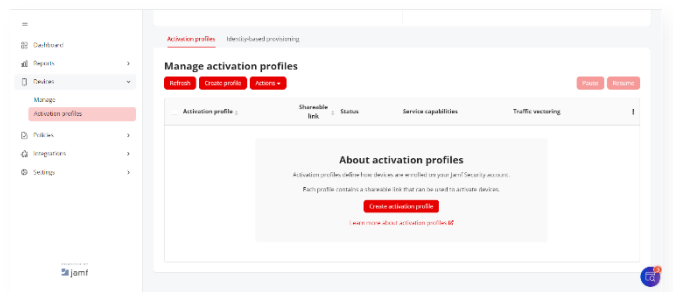 Activation profiles
Identity-based provisioning
Dashboard
Reports
Devices
Manage
Activation profiles
Policies
Integrations
Settings
Manage activation profiles
Refresh
Create profile
Actions
Pause
Resume
Activation profile
Shareable
link
Status
Service capabilities
Traffic vectoring
About activation profiles
Activation profiles define how devices are enrolled on your Jamf Security account.
Each profile contains a shareable link that can be used to activate devices.
Create activation profile
Learn more about activation profiles
POWERED BY
jamf